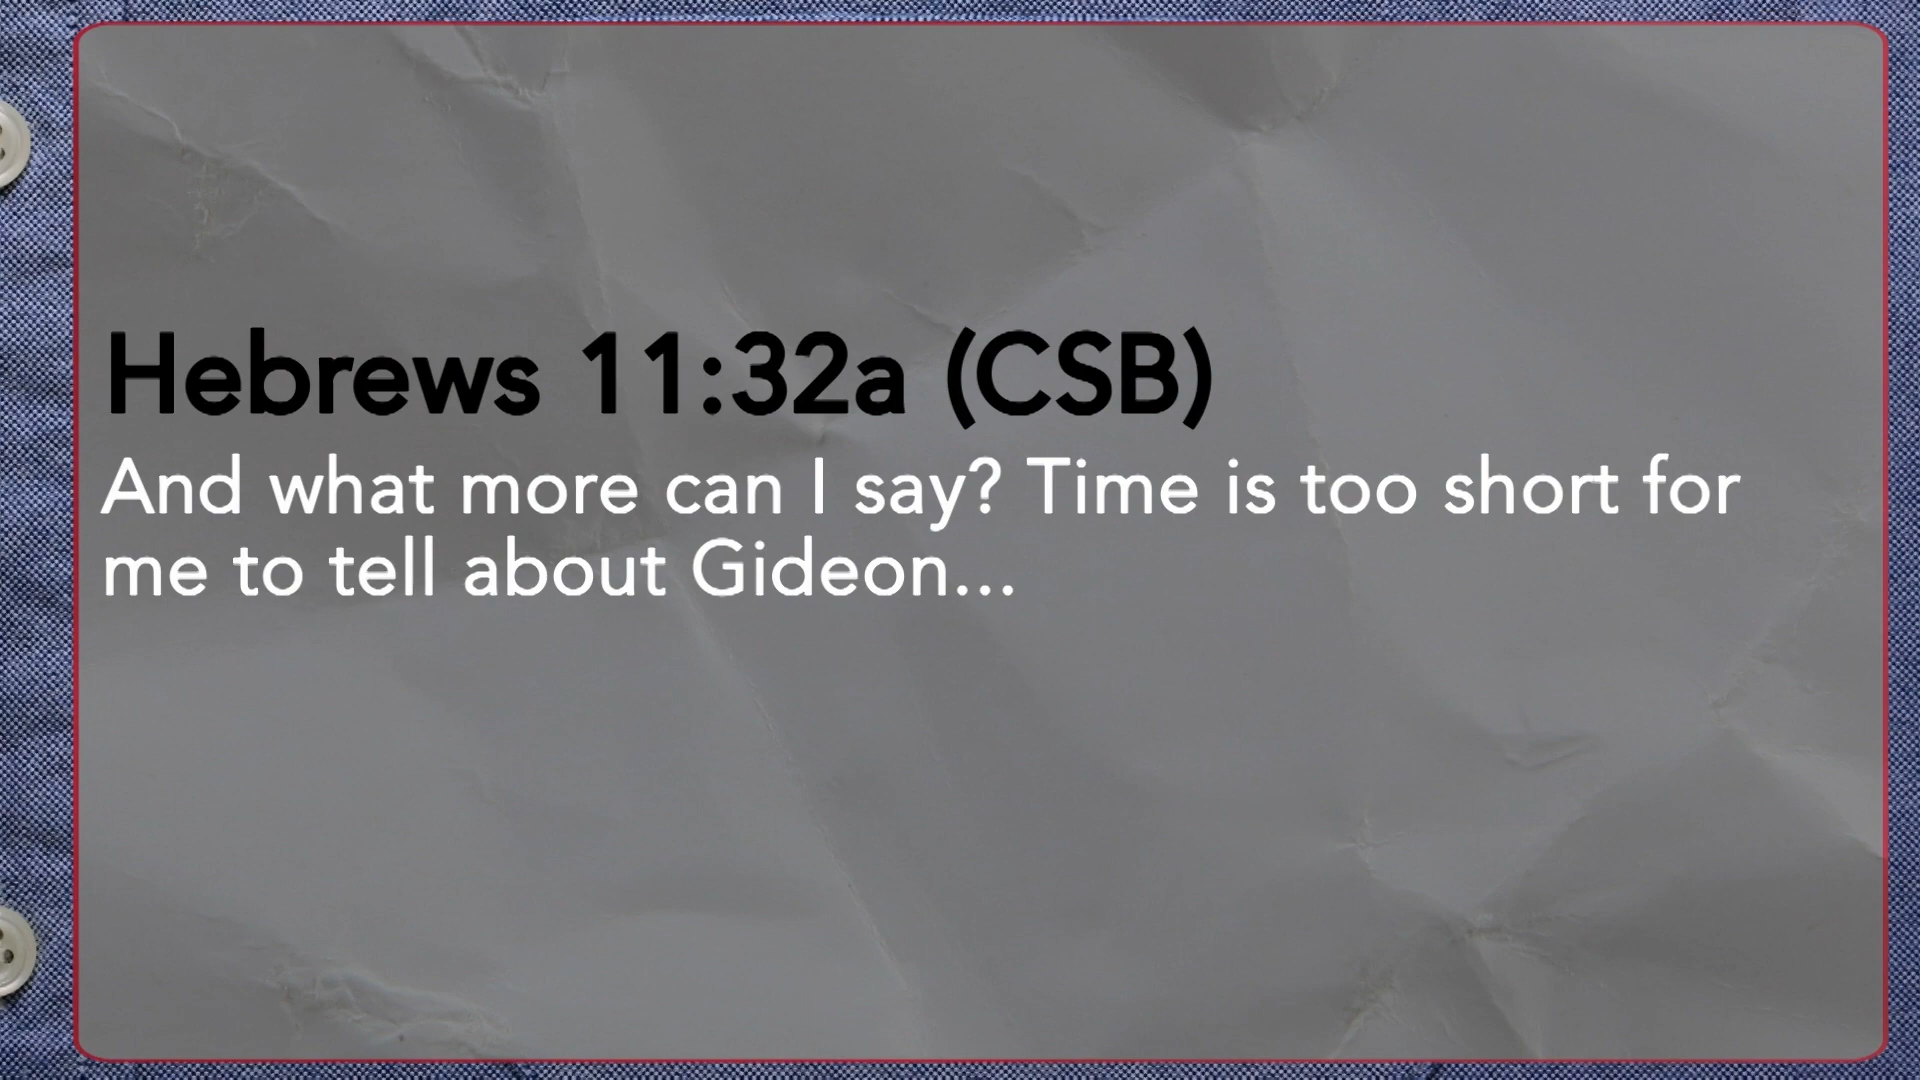 Hebrews 11:32a (CSB)
And what more can I say? Time is too short for
me to tell about Gideon...